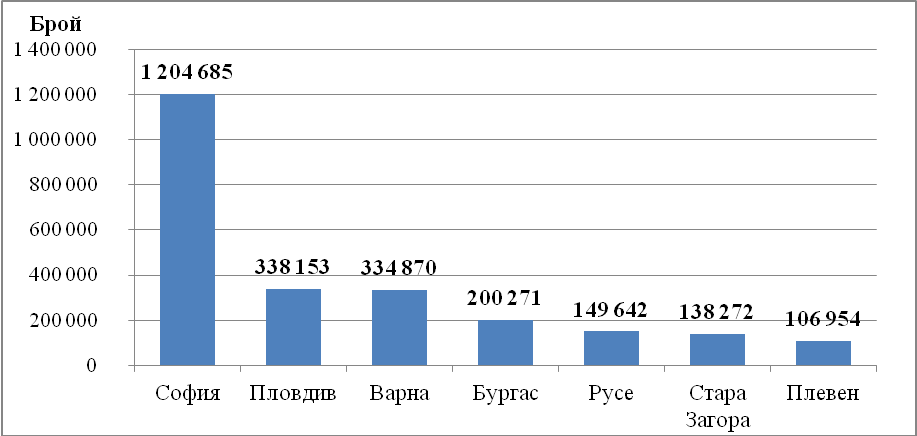 Брой
1 400 000
1 200 000
1 000 000
800 000
600 000
400 000
200 000
0
1 204 685
338 153
334 870
200 271
149 642
138 272
106 954
София
Пловдив
Варна
Бургас
Русе
Стара
Загора
Плевен